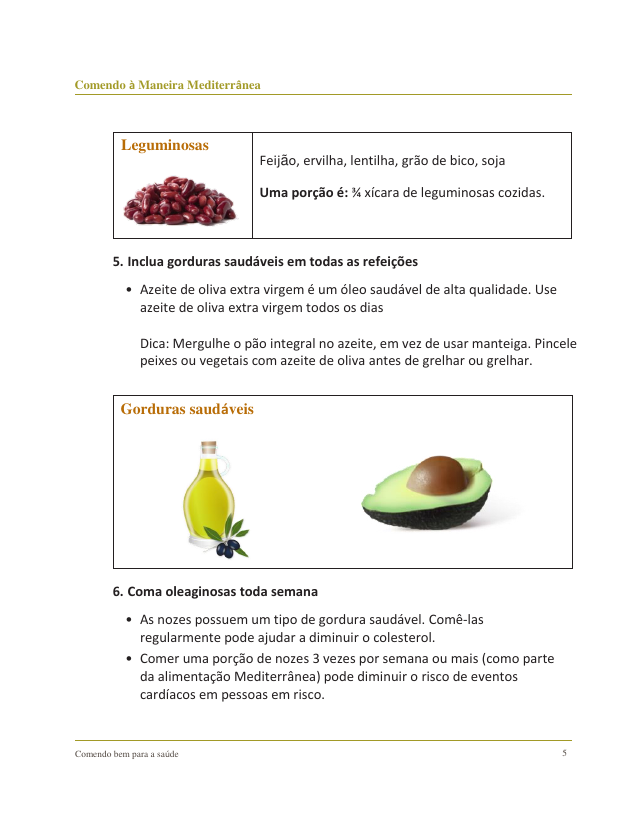 Comendo à Maneira Mediterrânea
Leguminosas
Feijão, ervilha, lentilha, grão de bico, soja
Uma porção é: ¾ xícara de leguminosas cozidas.
5. Inclua gorduras saudáveis em todas as refeições
• Azeite de oliva extra virgem é um óleo saudável de alta qualidade. Use
azeite de oliva extra virgem todos os dias
Dica: Mergulhe o pão integral no azeite, em vez de usar manteiga. Pincele
peixes ou vegetais com azeite de oliva antes de grelhar ou grelhar.
Gorduras saudáveis
6. Coma oleaginosas toda semana
• As nozes possuem um tipo de gordura saudável. Comê-las
regularmente pode ajudar a diminuir o colesterol.
• Comer uma porção de nozes 3 vezes por semana ou mais (como parte
da alimentação Mediterrânea) pode diminuir o risco de eventos
cardíacos em pessoas em risco.
Comendo bem para a saúde
5